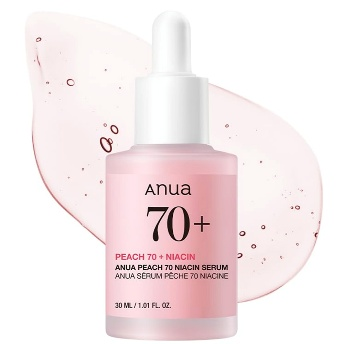 Anua
70+
PEACH 70 + NIACIN
ANUA PEACH 70 NIACIN SERUM
ANUA SÉRUM PÊCHE 70 NIACINE
30 ML / 1.01 FL. OZ.